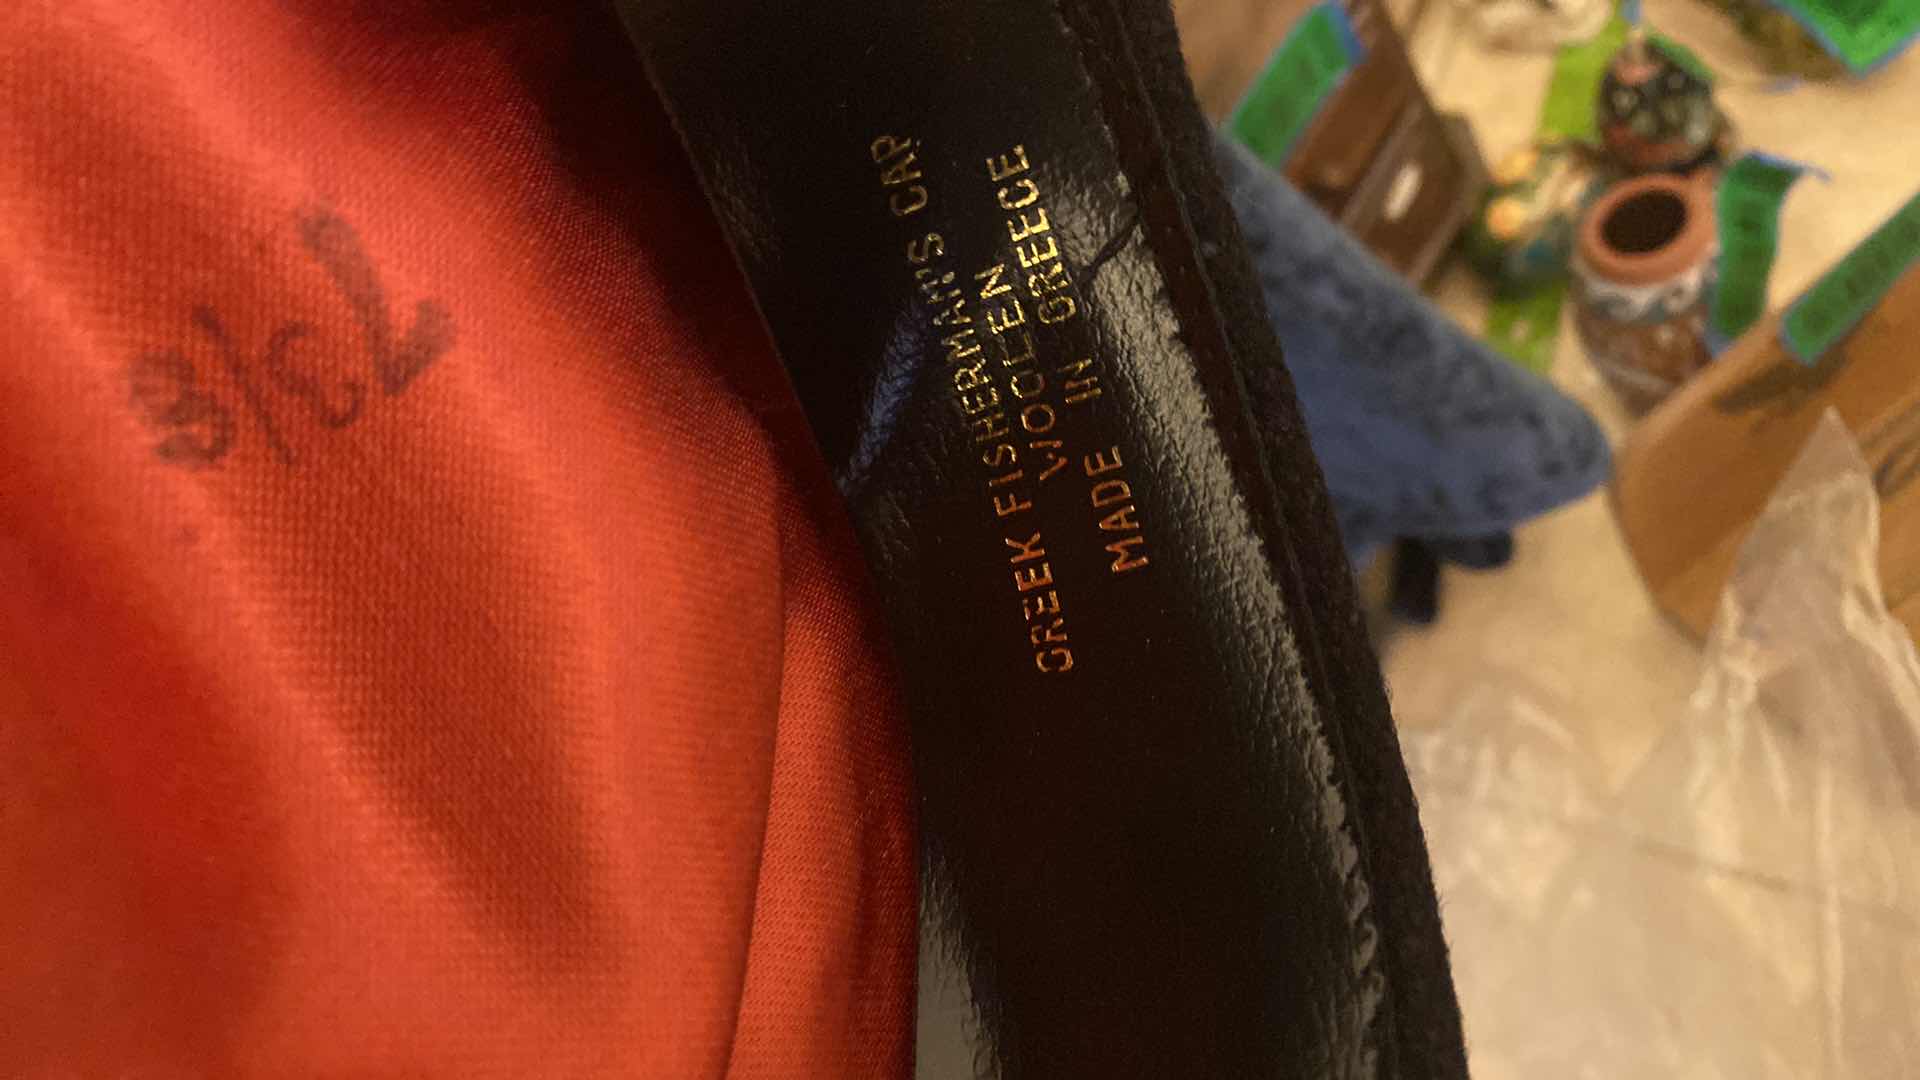 GREEK FISHERMAN'S CAP
WOOLEN
MADE IN GREECE